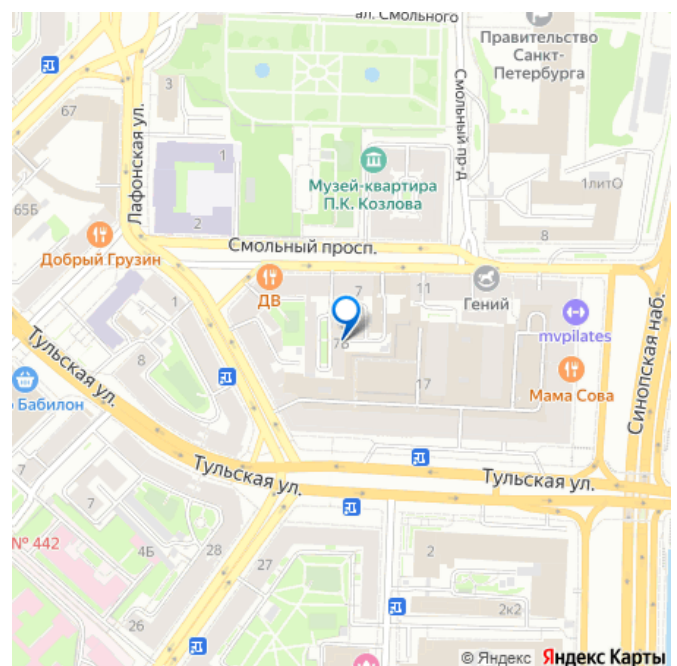 ал. Смольного
Правительство
Санкт-
Петербурга
Смольный пр-д
Лафонская ул.
3
67
1
Музей-квартира
П.К. Козлова
1литО
65Б
2
8
Добрый Грузин
Смольный просп.
ДВ
7
11
Гений
1
mvpilates
Синопская наб.
Тульская ул.
8
17
Мама Сова
Бабилон
7
Тульская ул.
Тульская ул.
7
№ 442
4Б
28
27
2
26
2к2
© Яндекс Яндекс Карты